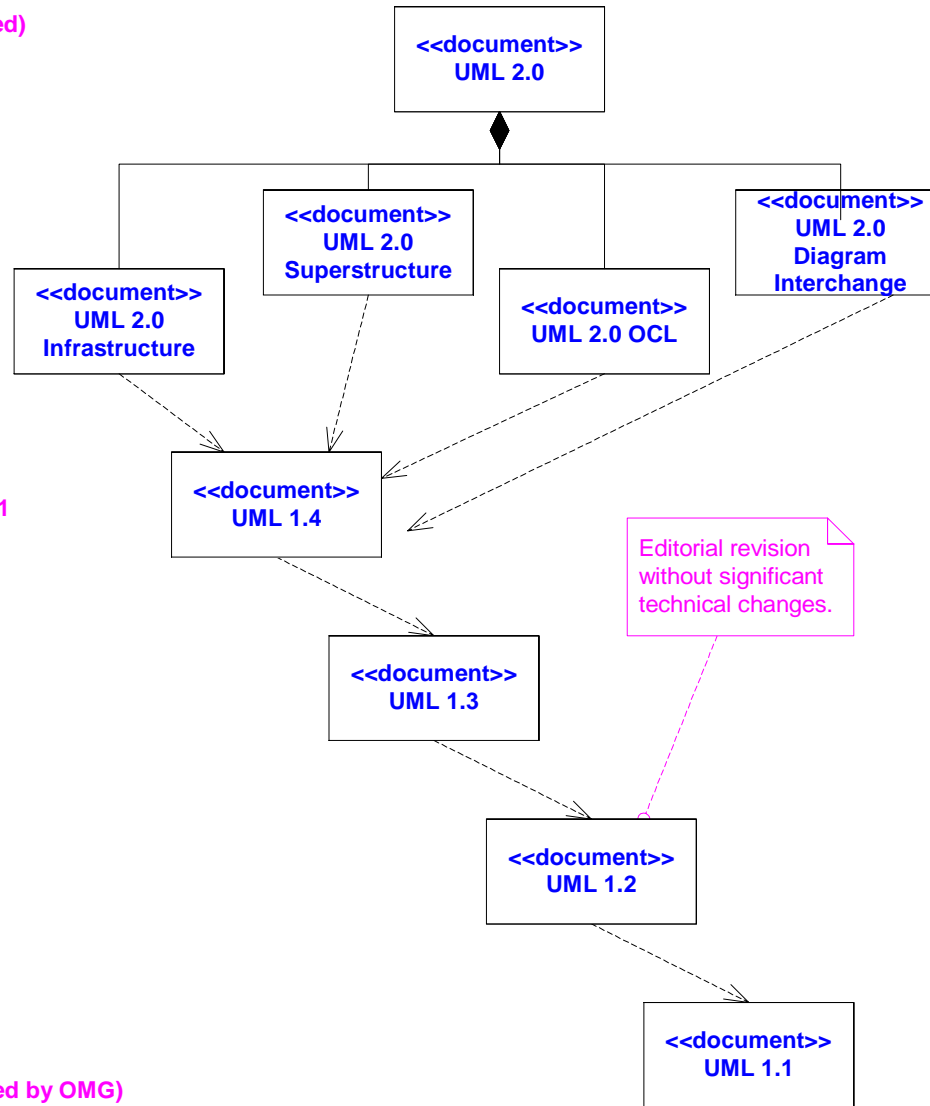 ed)
<<document>>
UML 2.0
<<document>>
UML 2.0
Superstructure
<<document>>
UML 2.0
Diagram
Interchange
<<document>>
UML 2.0
Infrastructure
<<document>>
UML 2.0 OCL
<<document>>
UML 1.4
1
Editorial revision
without significant
technical changes.
<<document>>
UML 1.3
<<document>>
UML 1.2
<<document>>
UML 1.1
ed by OMG)